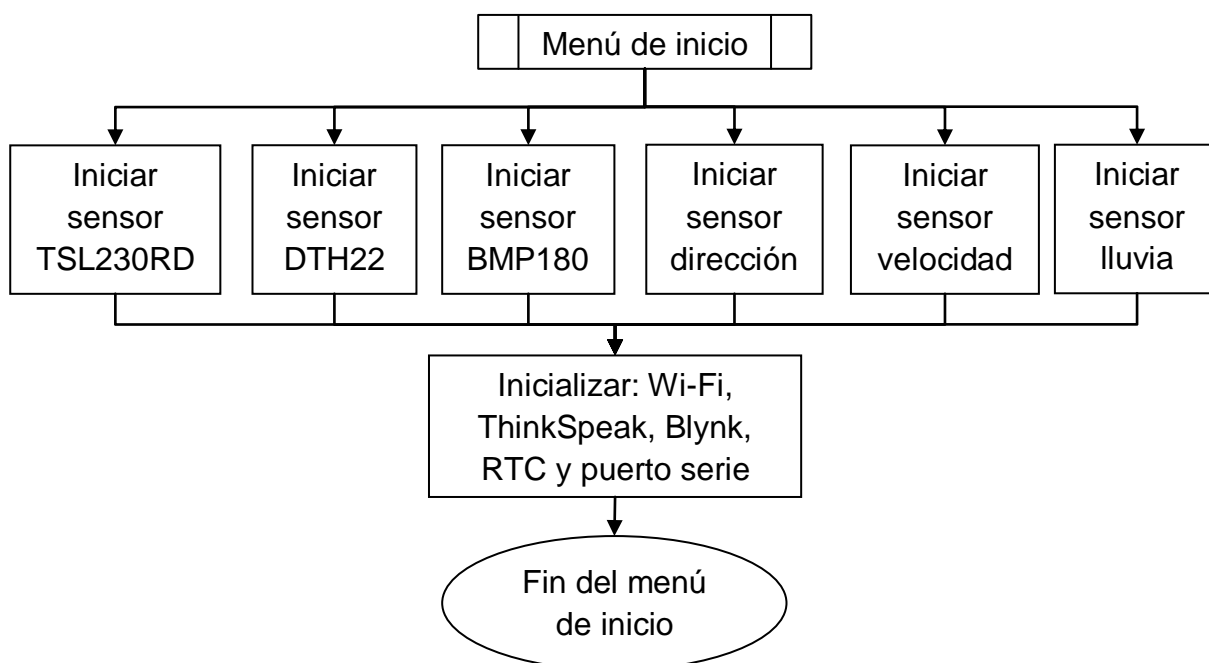 Menú de inicio
Iniciar
sensor
TSL230RD
Iniciar
sensor
DTH22
Iniciar
sensor
BMP180
Iniciar
sensor
dirección
Iniciar
sensor
velocidad
Iniciar
sensor
lluvia
Inicializar: Wi-Fi,
ThinkSpeak, Blynk,
RTC y puerto serie
Fin del menú
de inicio